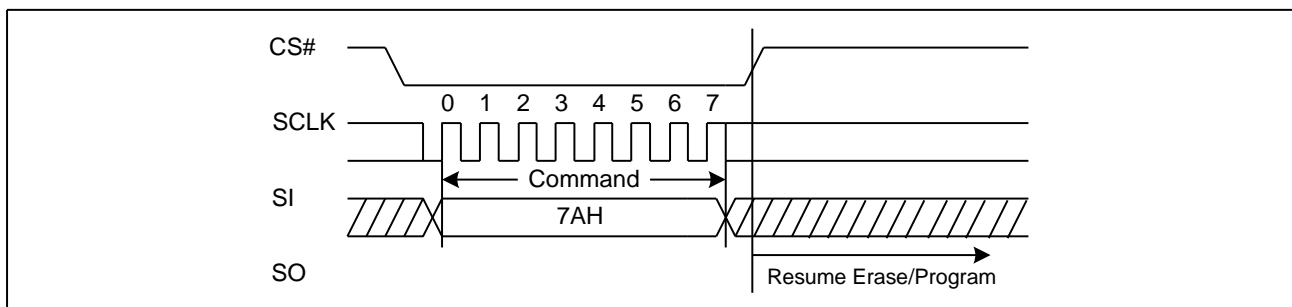 CS#
0 1 2 3 4 5 6 7
SCLK
Command
SI
7AH
SO
Resume Erase/Program